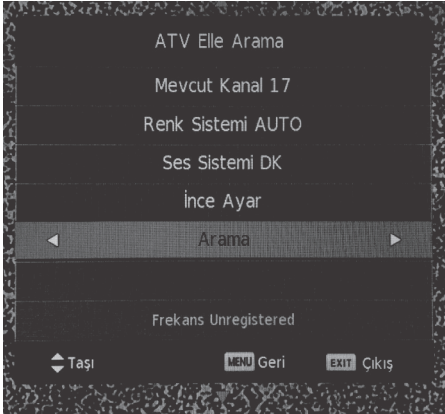 ATV Elle Arama
Mevcut Kanal 17
Renk Sistemi AUTO
Ses Sistemi DK
İnce Ayar
Arama
Frekans Unregistered
Taşı MENU Geri EXIT Çıkış